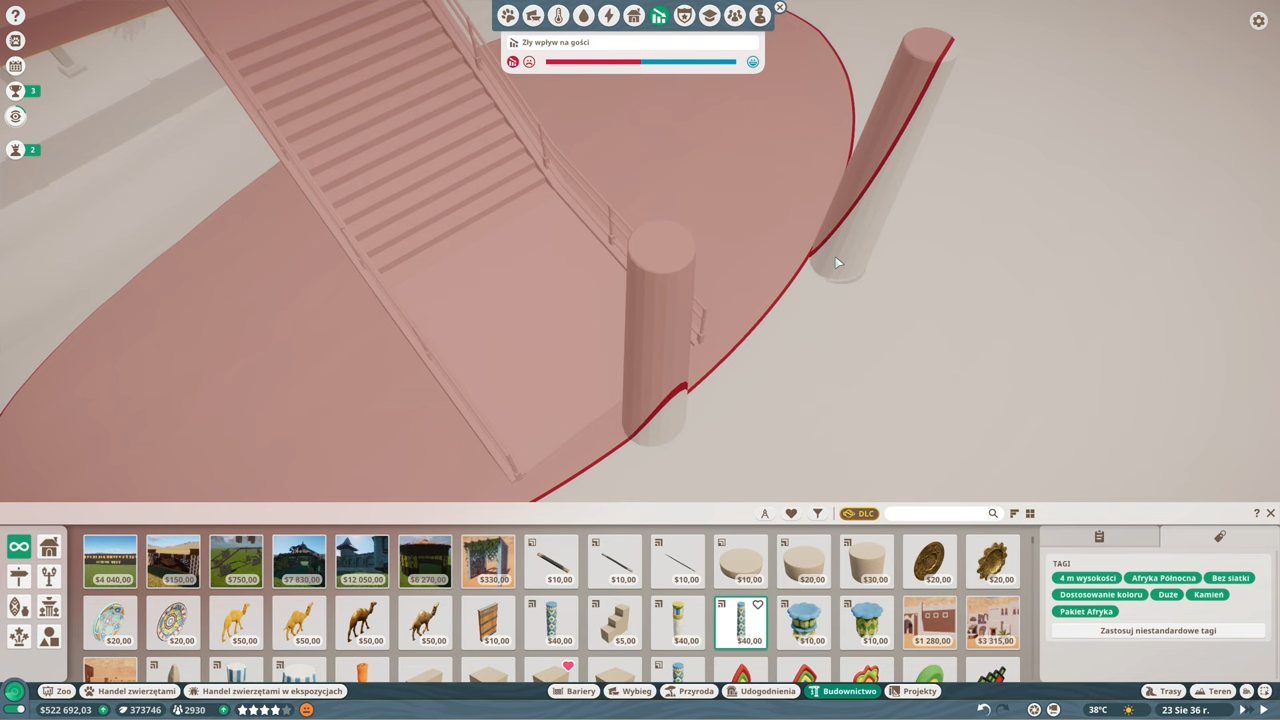 ?
Zły wpływ na gości
3
2
DLC
?
$4 040,00
$150,00
$750,00
$7 830,00
$12 050,00
$6 270,00
$330,00
$10,00
$10,00
$10,00
$10,00
$20,00
$30,00
$20,00
$20,00
$20,00
$20,00
$50,00
$50,00
$50,00
$50,00
$10,00
$40,00
$5,00
$40,00
$40,00
$10,00
$10,00
$1 280,00
$3 315,00
TAGI
4 m wysokości
Afryka Północna
Bez siatki
Dostosowanie koloru
Duże
Kamień
Pakiet Afryka
Zastosuj niestandardowe tagi
Zoo
Handel zwierzętami
Handel zwierzętami w ekspozycjach
Bariery
Wybieg
Przyroda
Udogodnienia
Budownictwo
Projekty
Trasy
Teren
$522 692,03
373746
2930
38°C
23 Sie 36 r.